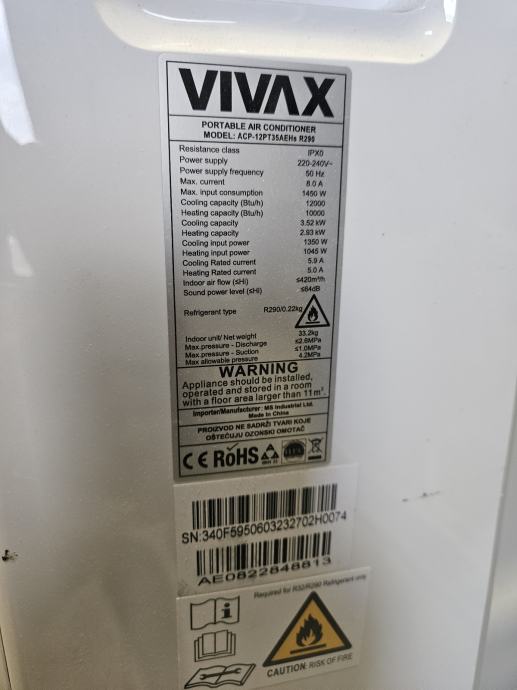 VIVAX
PORTABLE AIR CONDITIONER
MODEL: ACP-12PT35AEHs R290
Resistance class IPX0
Power supply 220-240V~
Power supply frequency 50 Hz
Max. current 8.0 A
Max. input consumption 1450 W
Cooling capacity (Btu/h) 12000
Heating capacity (Btu/h) 10000
Cooling capacity 3.52 kW
Heating capacity 2.93 kW
Cooling input power 1350 W
Heating input power 1045 W
Cooling Rated current 5.9 A
Heating Rated current 5.0 A
Indoor air flow (≤Hi) ≤420m³/h
Sound power level (≤Hi) ≤64dB
Refrigerant type R290/0.22kg
Indoor unit/ Net weight 33.2kg
Max.pressure - Discharge ≤2.6MPa
Max.pressure - Suction ≤1.0MPa
Max allowable pressure 4.2MPa
WARNING
Appliance should be installed,
operated and stored in a room
with a floor area larger than 11m².
Importer/Manufacturer: MS Industrial Ltd.
Made in China
PROIZVOD NE SADRŽI TVARI KOJE
OŠTEĆUJU OZONSKI OMOTAČ
CE RoHS
SN:340F5950603232702H0074
AE0822848813
Required for R32/R290 Refrigerant only
CAUTION: RISK OF FIRE